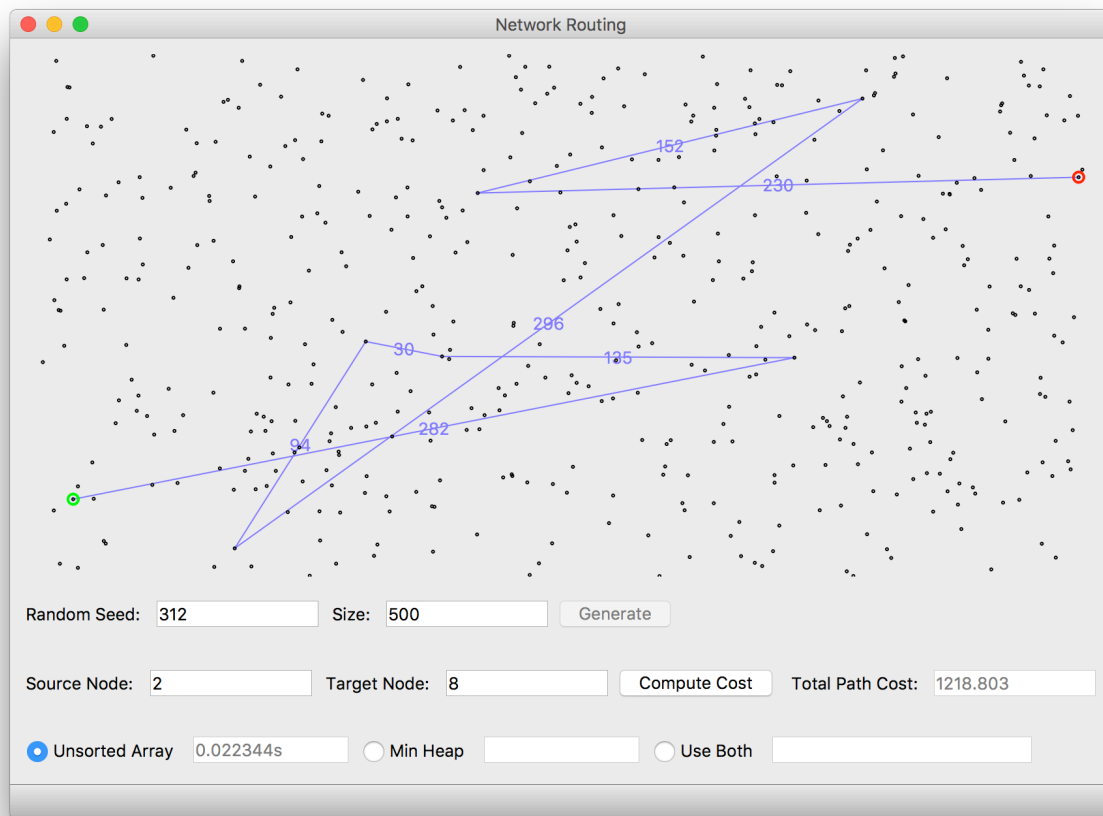 Network Routing
152
230
296
30
135
282
94
Random Seed: 312 Size: 500 Generate
Source Node: 2 Target Node: 8 Compute Cost Total Path Cost: 1218.803
Unsorted Array 0.022344s Min Heap Use Both